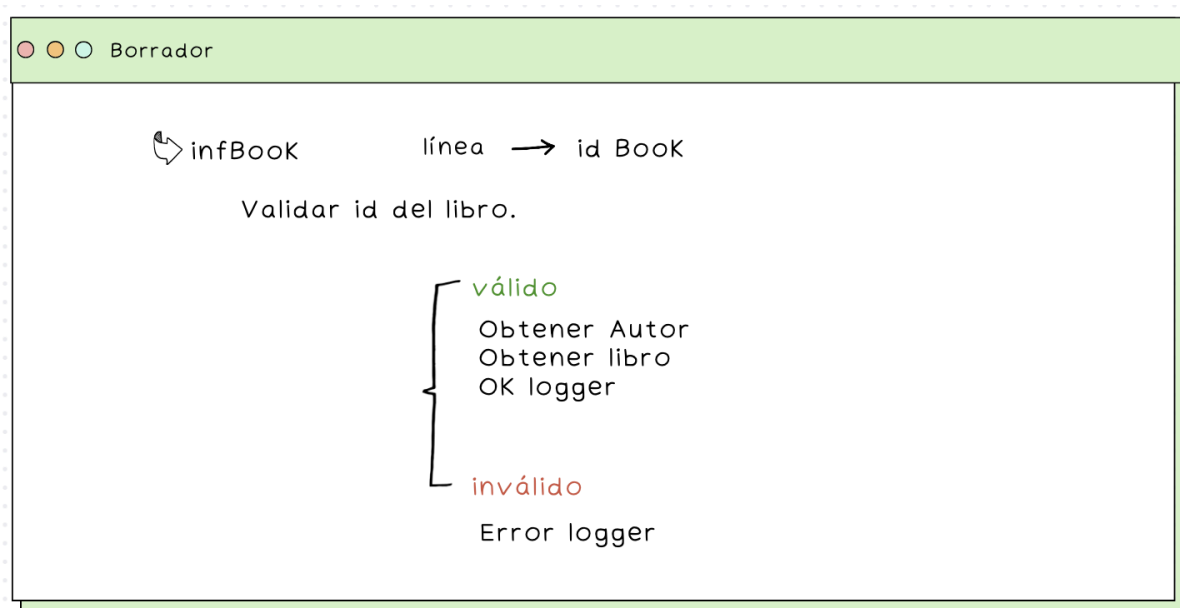 Borrador
infBooK línea → id BooK
Validar id del libro.
válido
Obtener Autor
Obtener libro
OK logger
inválido
Error logger